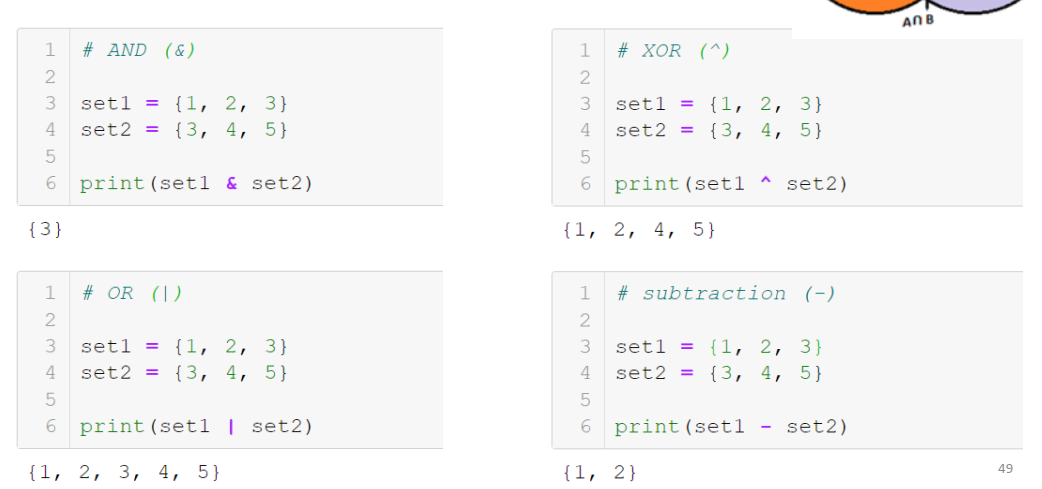 A∩B
1 # AND (&)
2
3 set1 = {1, 2, 3}
4 set2 = {3, 4, 5}
5
6 print(set1 & set2)
{3}
1 # XOR (^)
2
3 set1 = {1, 2, 3}
4 set2 = {3, 4, 5}
5
6 print(set1 ^ set2)
{1, 2, 4, 5}
1 # OR (|)
2
3 set1 = {1, 2, 3}
4 set2 = {3, 4, 5}
5
6 print(set1 | set2)
{1, 2, 3, 4, 5}
1 # subtraction (-)
2
3 set1 = {1, 2, 3}
4 set2 = {3, 4, 5}
5
6 print(set1 - set2)
{1, 2}
49